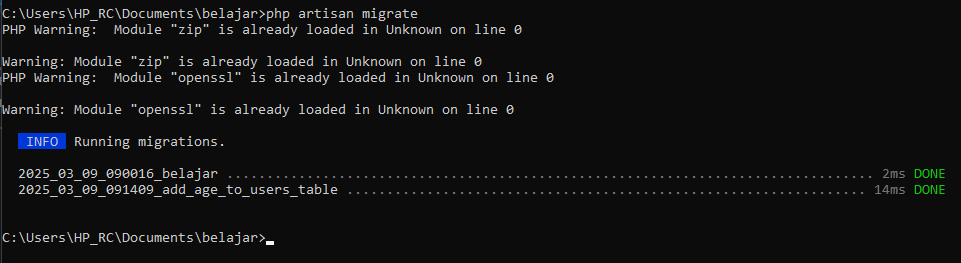 C:\Users\HP_RC\Documents\belajar>php artisan migrate
PHP Warning:  Module "zip" is already loaded in Unknown on line 0
Warning: Module "zip" is already loaded in Unknown on line 0
PHP Warning:  Module "openssl" is already loaded in Unknown on line 0
Warning: Module "openssl" is already loaded in Unknown on line 0
INFO  Running migrations.
2025_03_09_090016_belajar ................................................................................. 2ms DONE
2025_03_09_091409_add_age_to_users_table ................................................................. 14ms DONE
C:\Users\HP_RC\Documents\belajar>